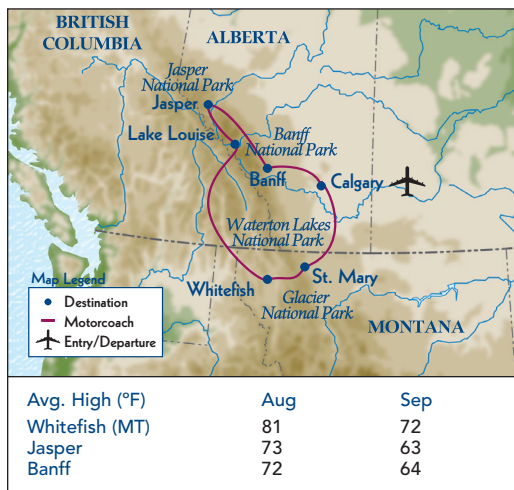 BRITISH
COLUMBIA
ALBERTA
Jasper
National Park
Jasper
Lake Louise
Banff
National Park
Banff
Calgary
Waterton Lakes
National Park
Map Legend
Destination
Motorcoach
Entry/Departure
Whitefish
St. Mary
Glacier
National Park
MONTANA
Avg. High (°F) Aug Sep
Whitefish (MT) 81 72
Jasper 73 63
Banff 72 64